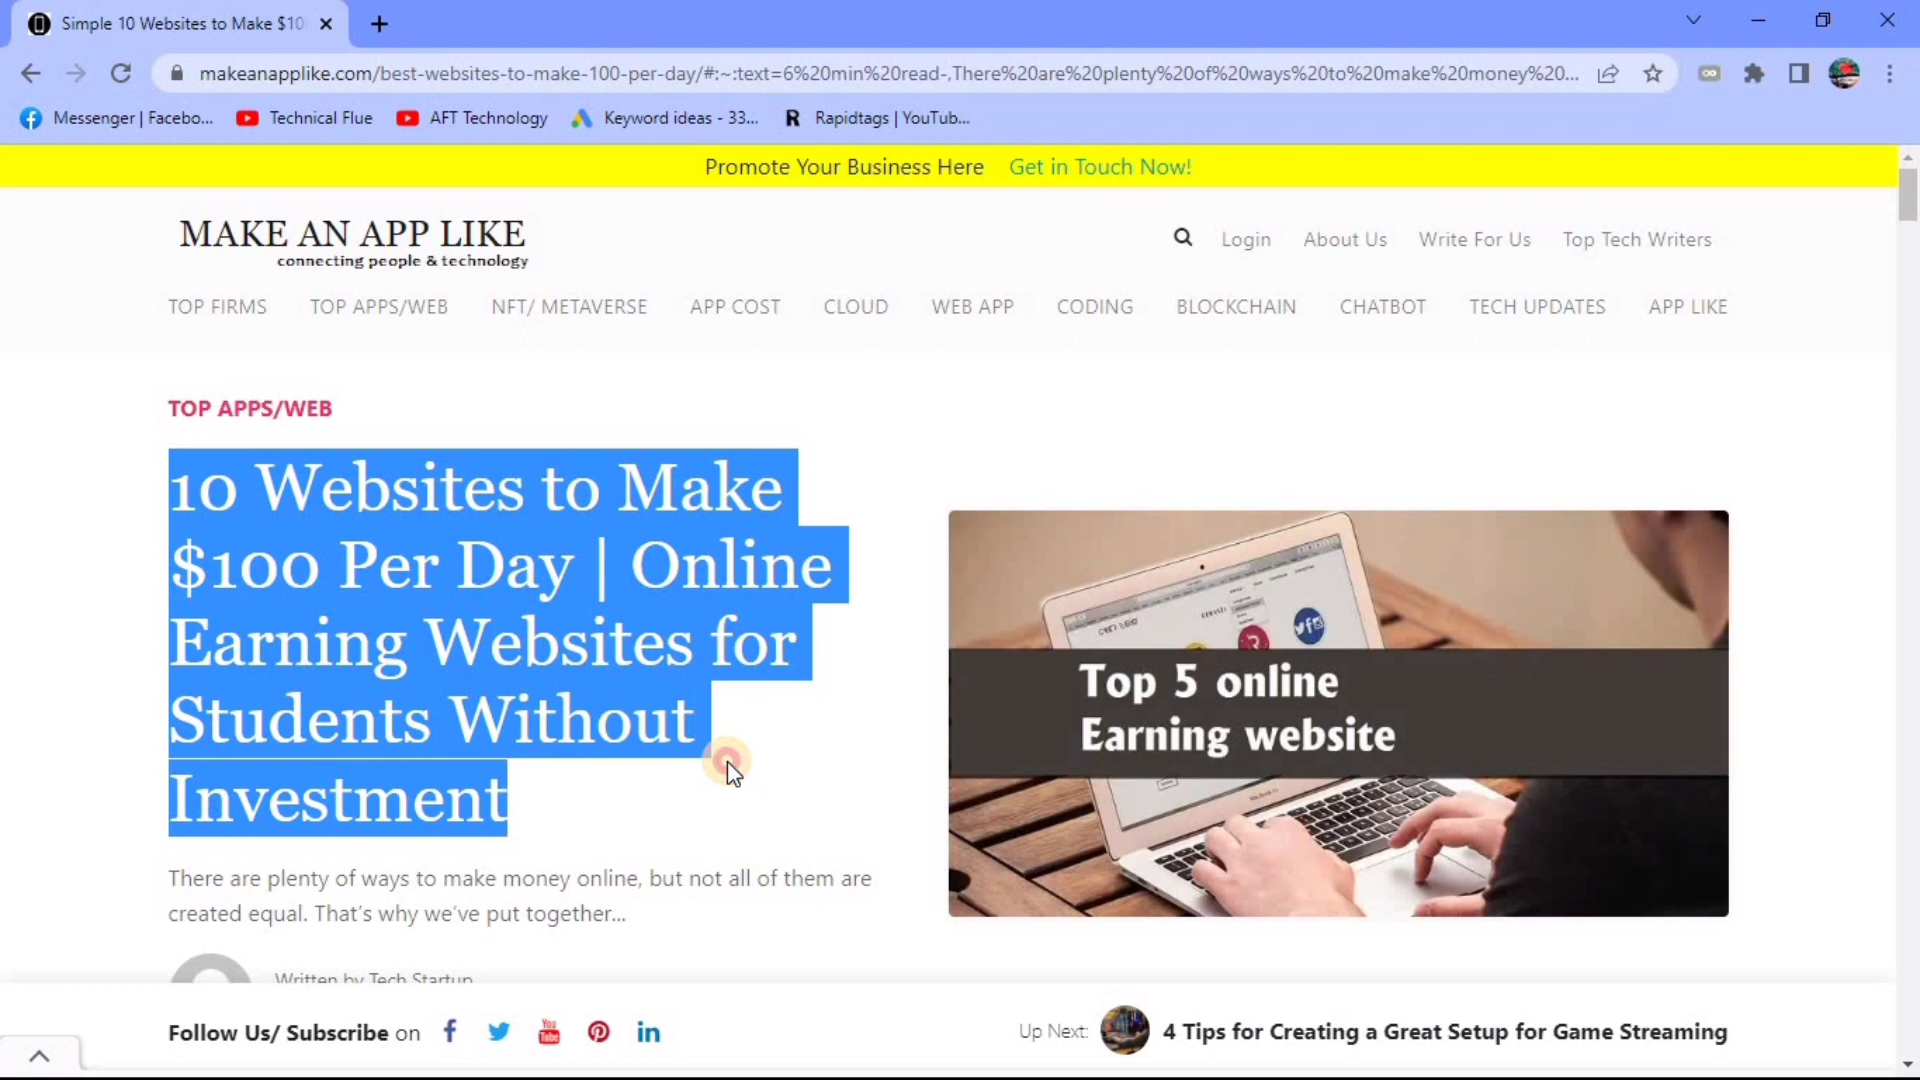 Simple 10 Websites to Make $10
makeanapplike.com/best-websites-to-make-100-per-day/#:~:text=6%20min%20read-,There%20are%20plenty%20of%20ways%20to%20make%20money%20...
Messenger | Facebo... Technical Flue AFT Technology Keyword ideas - 33... Rapidtags | YouTub...
Promote Your Business Here Get in Touch Now!
MAKE AN APP LIKE
connecting people & technology
Login About Us Write For Us Top Tech Writers
TOP FIRMS TOP APPS/WEB NFT/ METAVERSE APP COST CLOUD WEB APP CODING BLOCKCHAIN CHATBOT TECH UPDATES APP LIKE
TOP APPS/WEB
10 Websites to Make
$100 Per Day | Online
Earning Websites for
Students Without
Investment
Top 5 online
Earning website
There are plenty of ways to make money online, but not all of them are
created equal. That's why we've put together...
Written by Tech Startup
Follow Us/ Subscribe on
Up Next: 4 Tips for Creating a Great Setup for Game Streaming